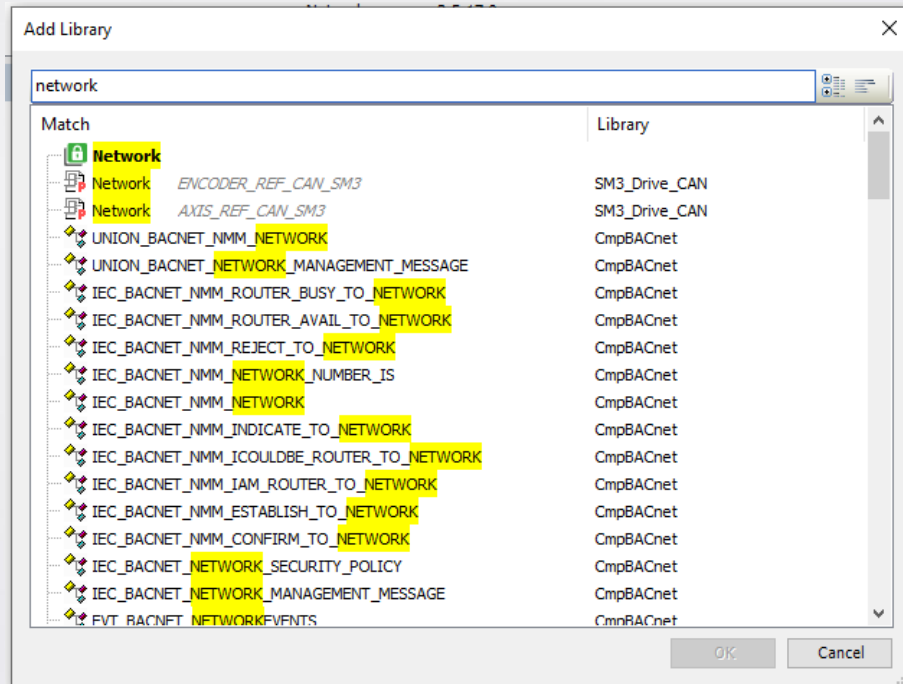 Add Library
network
Match Library
Network
Network ENCODER_REF_CAN_SM3 SM3_Drive_CAN
Network AXIS_REF_CAN_SM3 SM3_Drive_CAN
UNION_BACNET_NMM_NETWORK CmpBACnet
UNION_BACNET_NETWORK_MANAGEMENT_MESSAGE CmpBACnet
IEC_BACNET_NMM_ROUTER_BUSY_TO_NETWORK CmpBACnet
IEC_BACNET_NMM_ROUTER_AVAIL_TO_NETWORK CmpBACnet
IEC_BACNET_NMM_REJECT_TO_NETWORK CmpBACnet
IEC_BACNET_NMM_NETWORK_NUMBER_IS CmpBACnet
IEC_BACNET_NMM_NETWORK CmpBACnet
IEC_BACNET_NMM_INDICATE_TO_NETWORK CmpBACnet
IEC_BACNET_NMM_ICOULDBE_ROUTER_TO_NETWORK CmpBACnet
IEC_BACNET_NMM_IAM_ROUTER_TO_NETWORK CmpBACnet
IEC_BACNET_NMM_ESTABLISH_TO_NETWORK CmpBACnet
IEC_BACNET_NMM_CONFIRM_TO_NETWORK CmpBACnet
IEC_BACNET_NETWORK_SECURITY_POLICY CmpBACnet
IEC_BACNET_NETWORK_MANAGEMENT_MESSAGE CmpBACnet
EVT_BACNET_NETWORKEVENTS CmpBACnet
OK Cancel